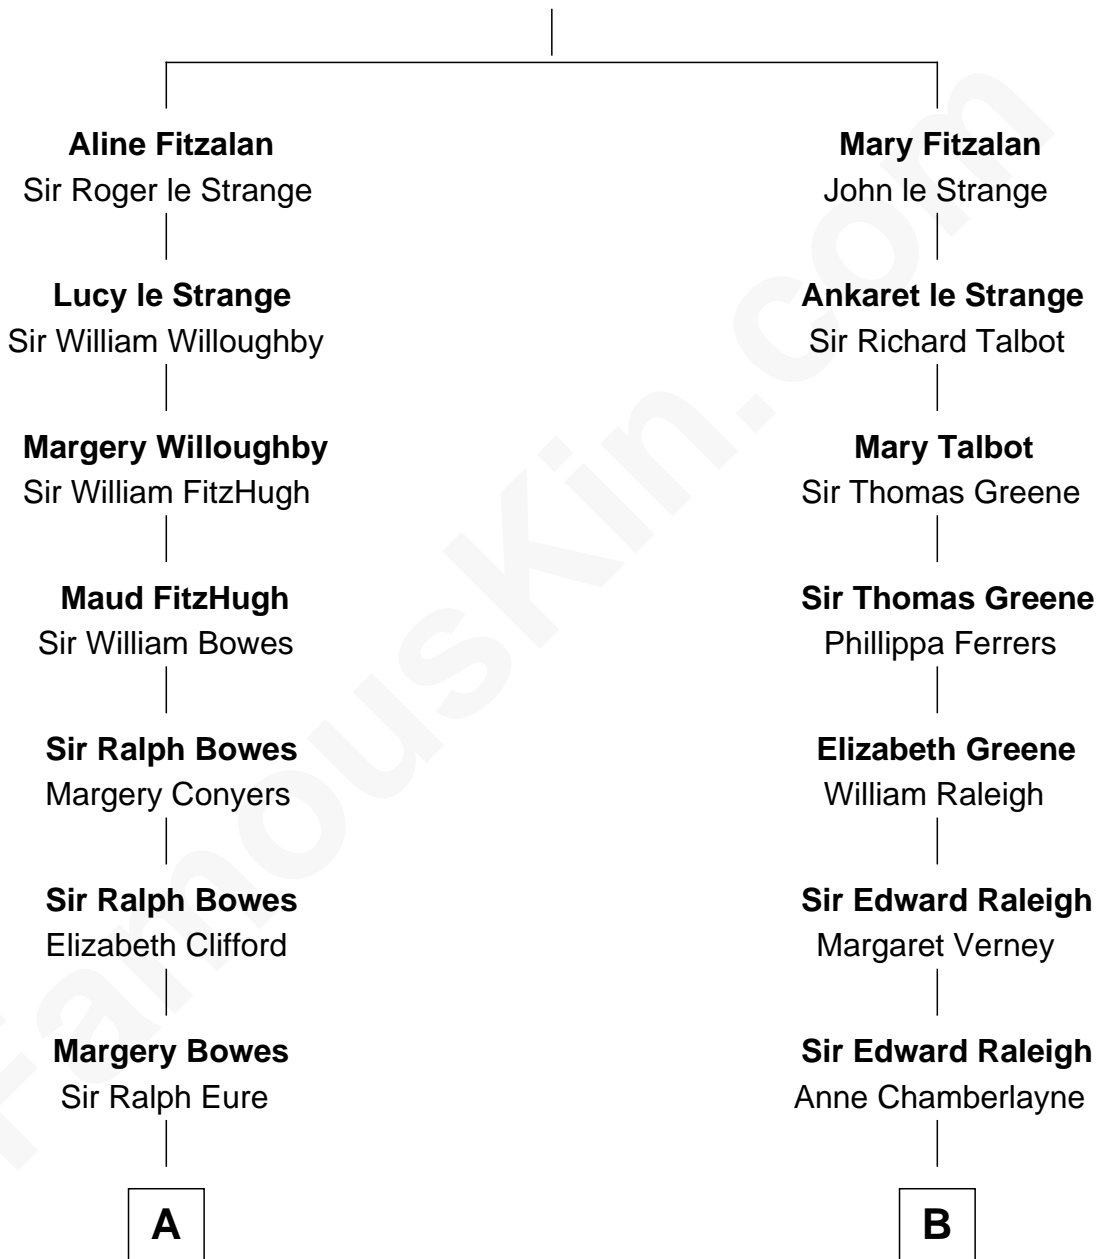 Aline Fitzalan
Sir Roger le Strange
Lucy le Strange
Sir William Willoughby
Margery Willoughby
Sir William FitzHugh
Maud FitzHugh
Sir William Bowes
Sir Ralph Bowes
Margery Conyers
Sir Ralph Bowes
Elizabeth Clifford
Margery Bowes
Sir Ralph Eure
A
Mary Fitzalan
John le Strange
Ankaret le Strange
Sir Richard Talbot
Mary Talbot
Sir Thomas Greene
Sir Thomas Greene
Phillippa Ferrers
Elizabeth Greene
William Raleigh
Sir Edward Raleigh
Margaret Verney
Sir Edward Raleigh
Anne Chamberlayne
B
FamousKin.com